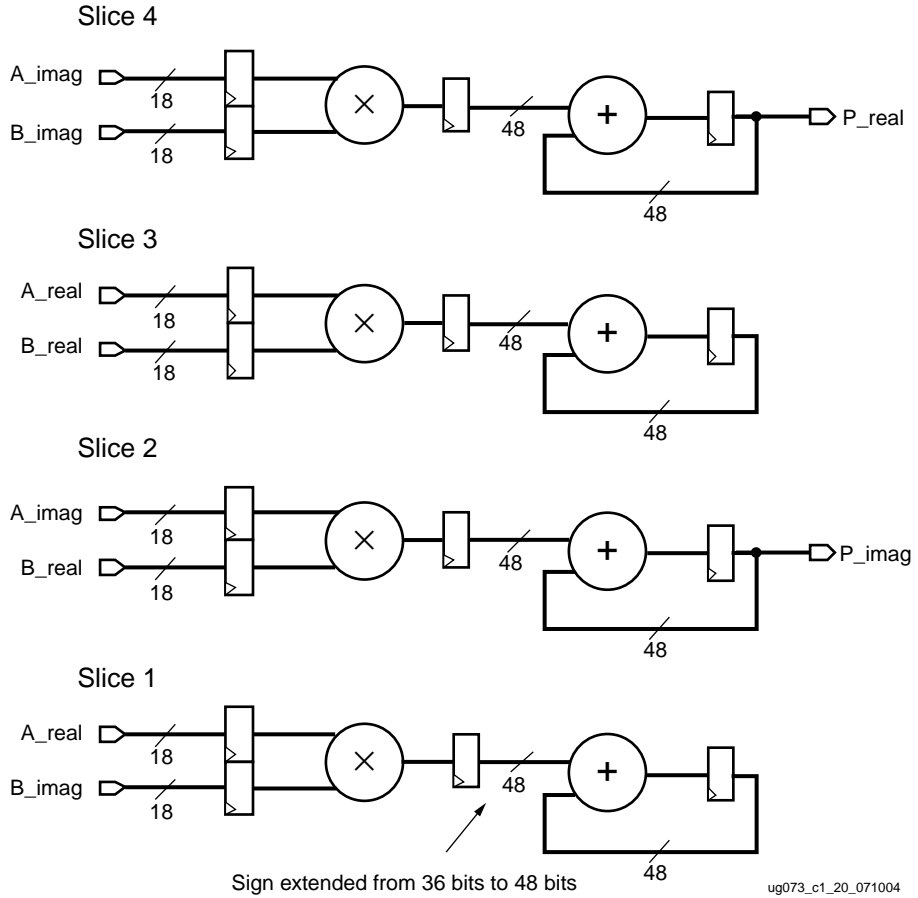 Slice 4
A_imag
18
B_imag
18
×
48
+
48
P_real
Slice 3
A_real
18
B_real
18
×
48
+
48
Slice 2
A_imag
18
B_real
18
×
48
+
48
P_imag
Slice 1
A_real
18
B_imag
18
×
48
+
48
Sign extended from 36 bits to 48 bits
ug073_c1_20_071004